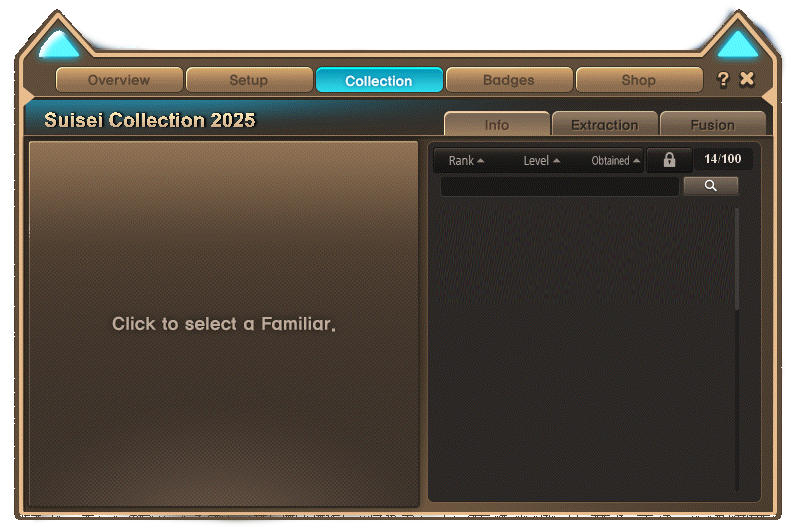 Overview Setup Collection Badges Shop ?
Suisei Collection 2025
Info Extraction Fusion
Rank Level Obtained 14/100
Click to select a Familiar.